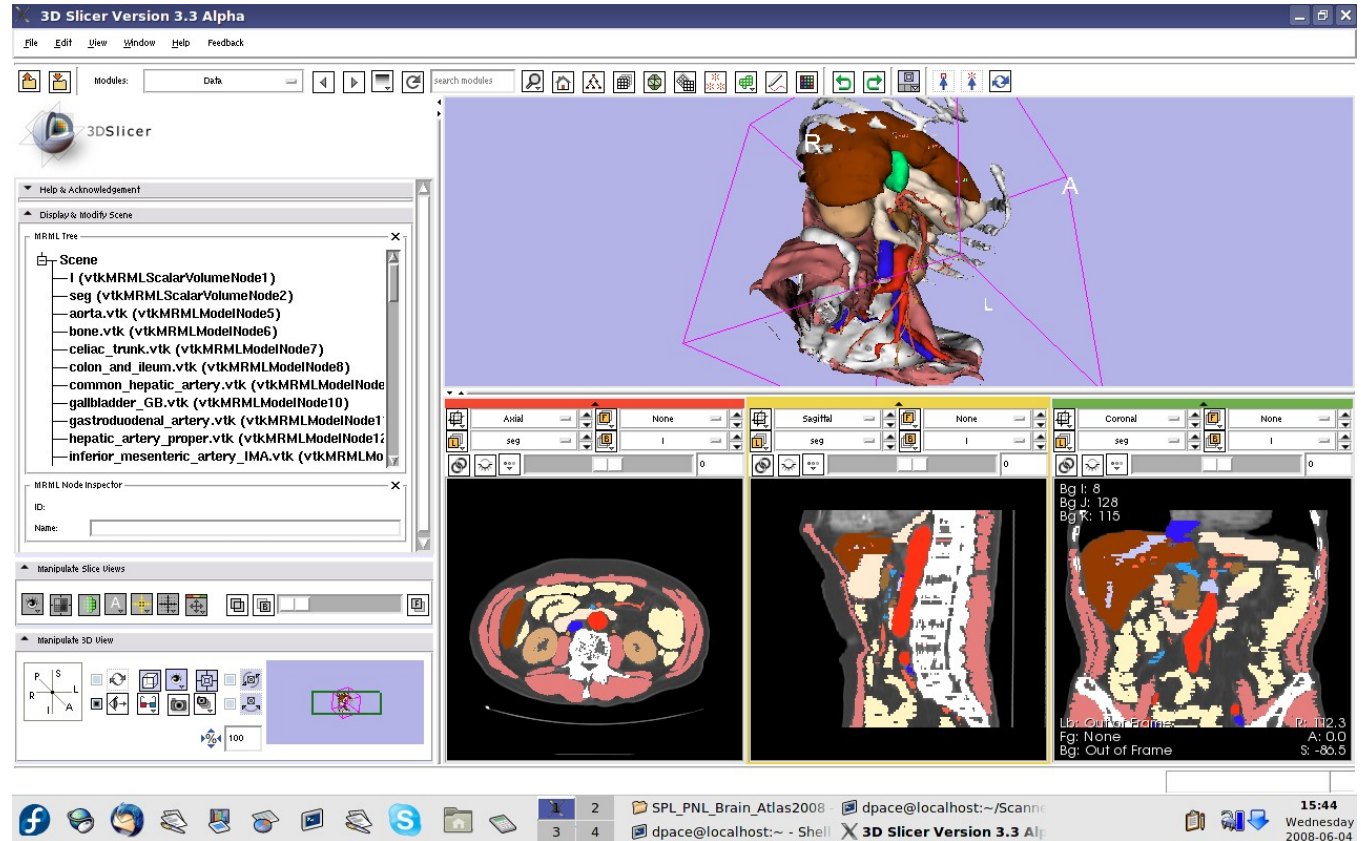 3D Slicer Version 3.3 Alpha
File Edit View Window Help Feedback
Modules: Data search modules
3DSlicer
Help & Acknowledgement
Display & Modify Scene
MRML Tree
Scene
I (vtkMRMLScalarVolumeNode1)
seg (vtkMRMLScalarVolumeNode2)
aorta.vtk (vtkMRMLModelNode5)
bone.vtk (vtkMRMLModelNode6)
celiac_trunk.vtk (vtkMRMLModelNode7)
colon_and_ileum.vtk (vtkMRMLModelNode8)
common_hepatic_artery.vtk (vtkMRMLModelNode
gallbladder_GB.vtk (vtkMRMLModelNode10)
gastroduodenal_artery.vtk (vtkMRMLModelNode1
hepatic_artery_proper.vtk (vtkMRMLModelNode12
inferior_mesenteric_artery_IMA.vtk (vtkMRMLMo
MRML Node Inspector
ID:
Name:
Manipulate Slice Views
Manipulate 3D View
P S
R L
I A
100
R
A
L
Axial F None
L seg B I
0
Sagittal F None
L seg B I
0
Coronal F None
L seg B I
0
Bg I: 8
Bg J: 128
Bg K: 115
Lb: Out of Frame R: 112.3
Fg: None A: 0.0
Bg: Out of Frame S: -86.5
1 2 SPL_PNL_Brain_Atlas2008 - dpace@localhost:~/Scanne
3 4 dpace@localhost:~ - Shell 3D Slicer Version 3.3 Alp
15:44
Wednesday
2008-06-04